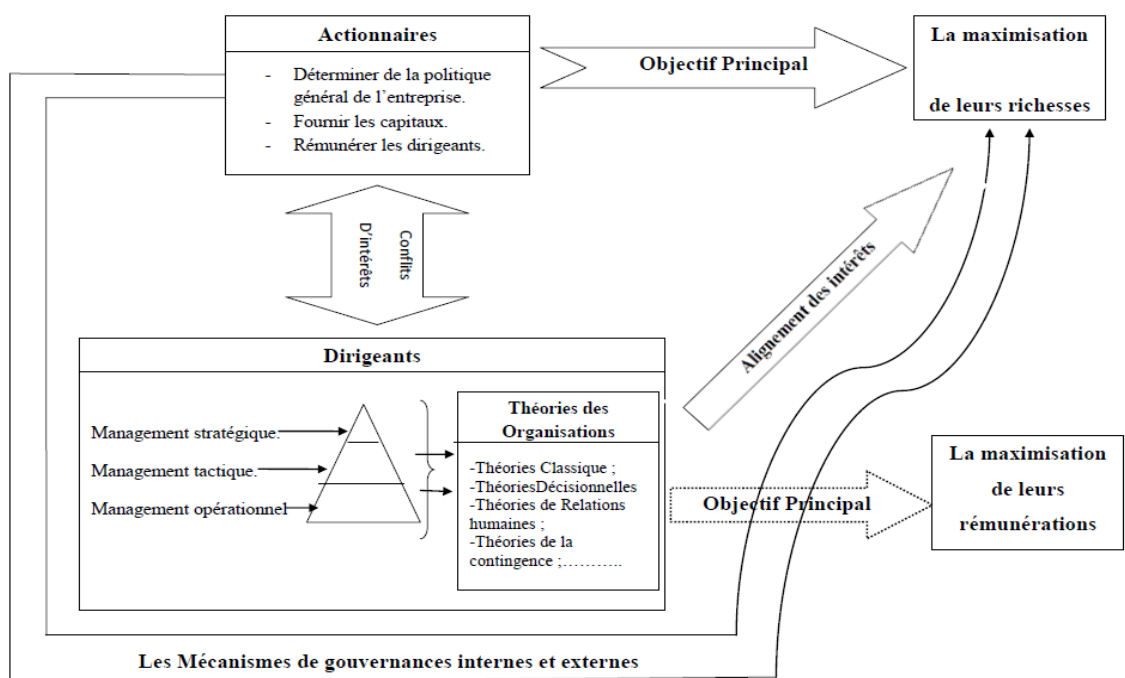 Actionnaires
- Déterminer de la politique
général de l’entreprise.
- Fournir les capitaux.
- Rémunérer les dirigeants.
Objectif Principal
La maximisation
de leurs richesses
Conflits
D’intérêts
Alignement des intérêts
Dirigeants
Management stratégique.
Management tactique.
Management opérationnel
Théories des
Organisations
-Théories Classique ;
-ThéoriesDécisionnelles
-Théories de Relations
humaines ;
-Théories de la
contingence ;………..
Objectif Principal
La maximisation
de leurs
rémunérations
Les Mécanismes de gouvernances internes et externes